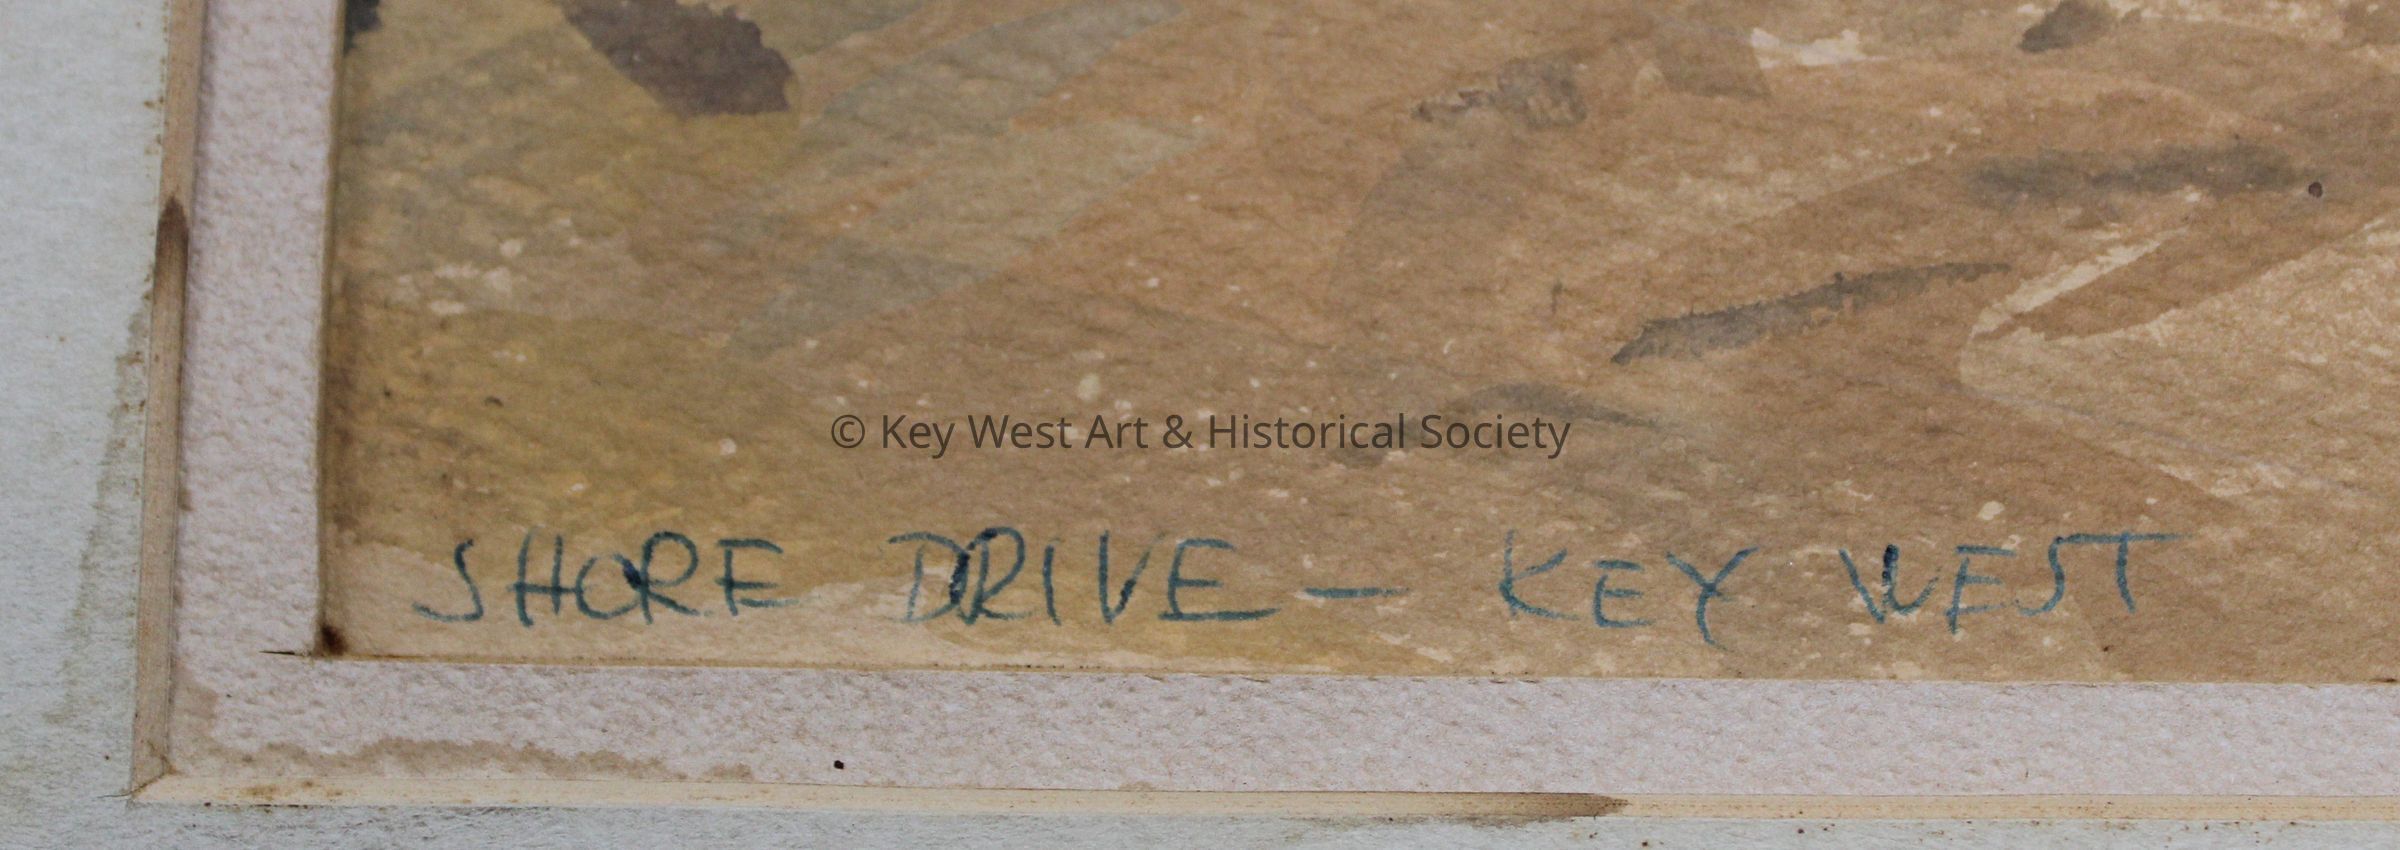 © Key West Art & Historical Society
SHORE DRIVE — KEY WEST